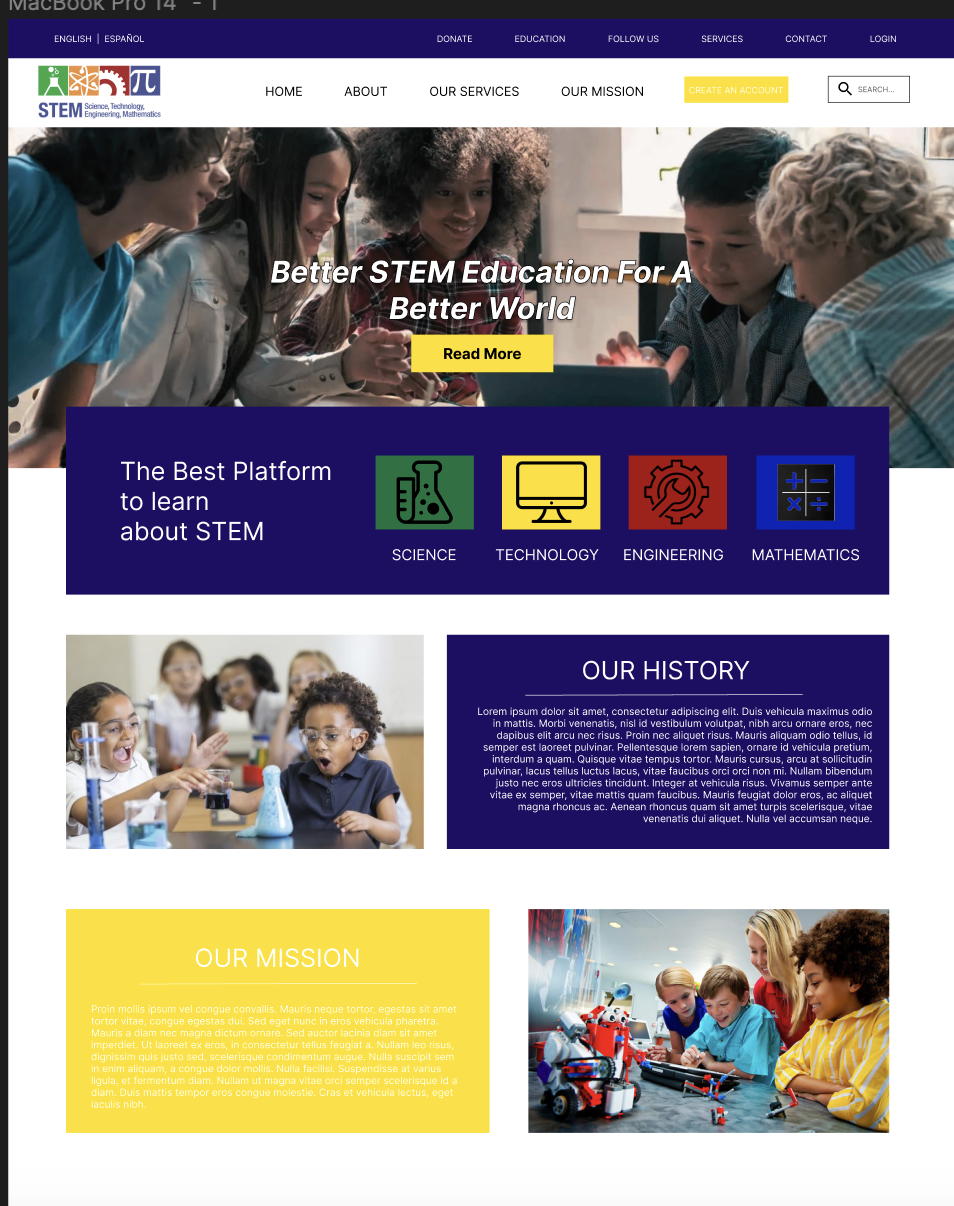 MacBook Pro 14" - 1
ENGLISH | ESPAÑOL
DONATE
EDUCATION
FOLLOW US
SERVICES
CONTACT
LOGIN
STEM Science, Technology,
Engineering, Mathematics
HOME
ABOUT
OUR SERVICES
OUR MISSION
CREATE AN ACCOUNT
SEARCH...
Better STEM Education For A
Better World
Read More
The Best Platform
to learn
about STEM
SCIENCE
TECHNOLOGY
ENGINEERING
MATHEMATICS
OUR HISTORY
Lorem ipsum dolor sit amet, consectetur adipiscing elit. Duis vehicula maximus odio
in mattis. Morbi venenatis, nisl id vestibulum volutpat, nibh arcu ornare eros, nec
dapibus elit arcu nec risus. Proin nec aliquet risus. Mauris aliquam odio tellus, id
semper est laoreet pulvinar. Pellentesque lorem sapien, ornare id vehicula pretium,
interdum a quam. Quisque vitae tempus tortor. Mauris cursus, arcu at sollicitudin
pulvinar, lacus tellus luctus lacus, vitae faucibus orci orci non mi. Nullam bibendum
justo nec eros ultricies tincidunt. Integer at vehicula risus. Vivamus semper ante
vitae ex semper, vitae mattis quam faucibus. Mauris feugiat dolor eros, ac aliquet
magna rhoncus ac. Aenean rhoncus quam sit amet turpis scelerisque, vitae
venenatis dui aliquet. Nulla vel accumsan neque.
OUR MISSION
Proin mollis ipsum vel congue convallis. Mauris neque tortor, egestas sit amet
tortor vitae, congue egestas dui. Sed eget nunc in eros vehicula pharetra.
Mauris a diam nec magna dictum ornare. Sed auctor lacinia diam sit amet
imperdiet. Ut laoreet ex eros, in consectetur tellus feugiat a. Nullam leo risus,
dignissim quis justo sed, scelerisque condimentum augue. Nulla suscipit sem
in enim aliquam, a congue dolor mollis. Nulla facilisi. Suspendisse at varius
ligula, et fermentum diam. Nullam ut magna vitae orci semper scelerisque id a
diam. Duis mattis tempor eros congue molestie. Cras et vehicula lectus, eget
iaculis nibh.